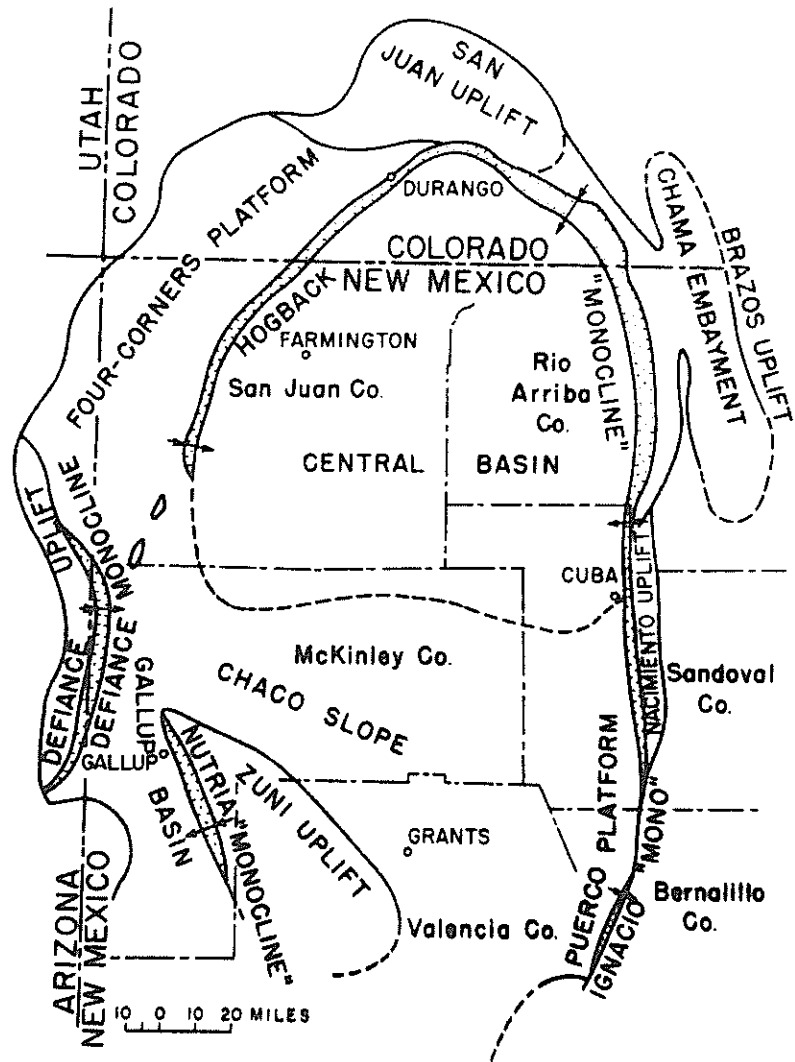 SAN
JUAN UPLIFT
UTAH
COLORADO
FOUR-CORNERS PLATFORM
DURANGO
CHAMA EMBAYMENT
BRAZOS UPLIFT
COLORADO
NEW MEXICO
HOGBACK
"MONOCLINE"
FARMINGTON
San Juan Co.
Rio
Arriba
Co.
CENTRAL BASIN
DEFIANCE UPLIFT
DEFIANCE MONOCLINE
CUBA
NACIMIENTO UPLIFT
McKinley Co.
Sandoval
Co.
CHACO SLOPE
GALLUP
BASIN
GALLUP
NUTRIA "MONOCLINE"
ZUNI UPLIFT
GRANTS
PUERCO PLATFORM
IGNACIO "MONO"
Bernalillo
Co.
Valencia Co.
ARIZONA
NEW MEXICO
10 0 10 20 MILES